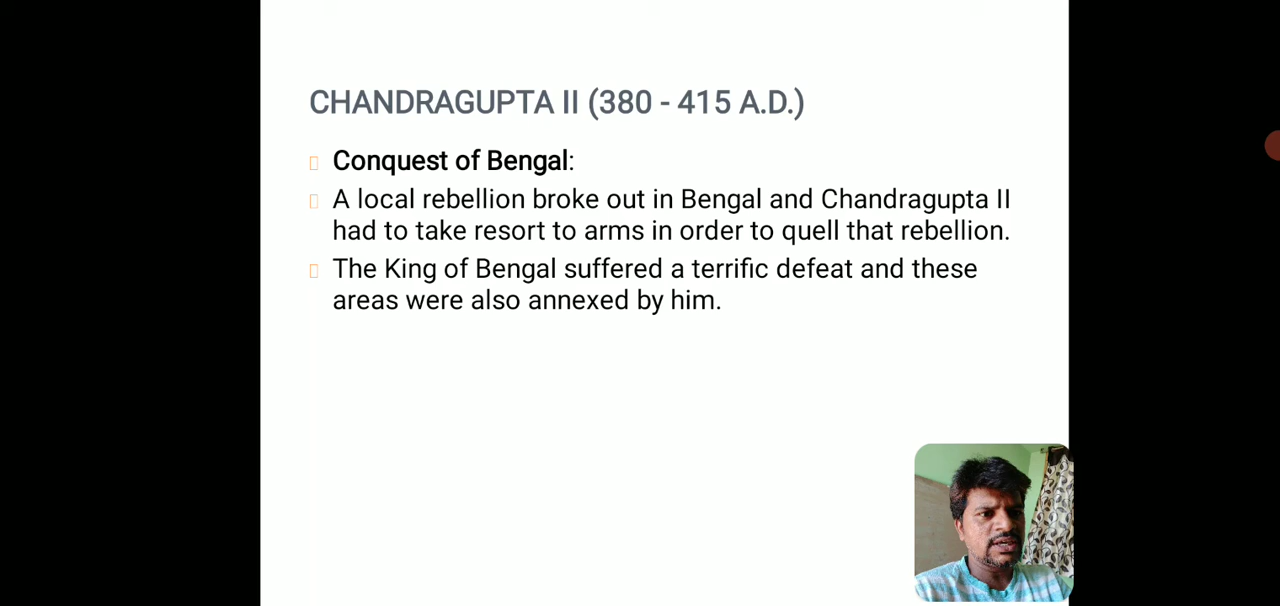 CHANDRAGUPTA II (380 - 415 A.D.)
Conquest of Bengal:
A local rebellion broke out in Bengal and Chandragupta II
had to take resort to arms in order to quell that rebellion.
The King of Bengal suffered a terrific defeat and these
areas were also annexed by him.